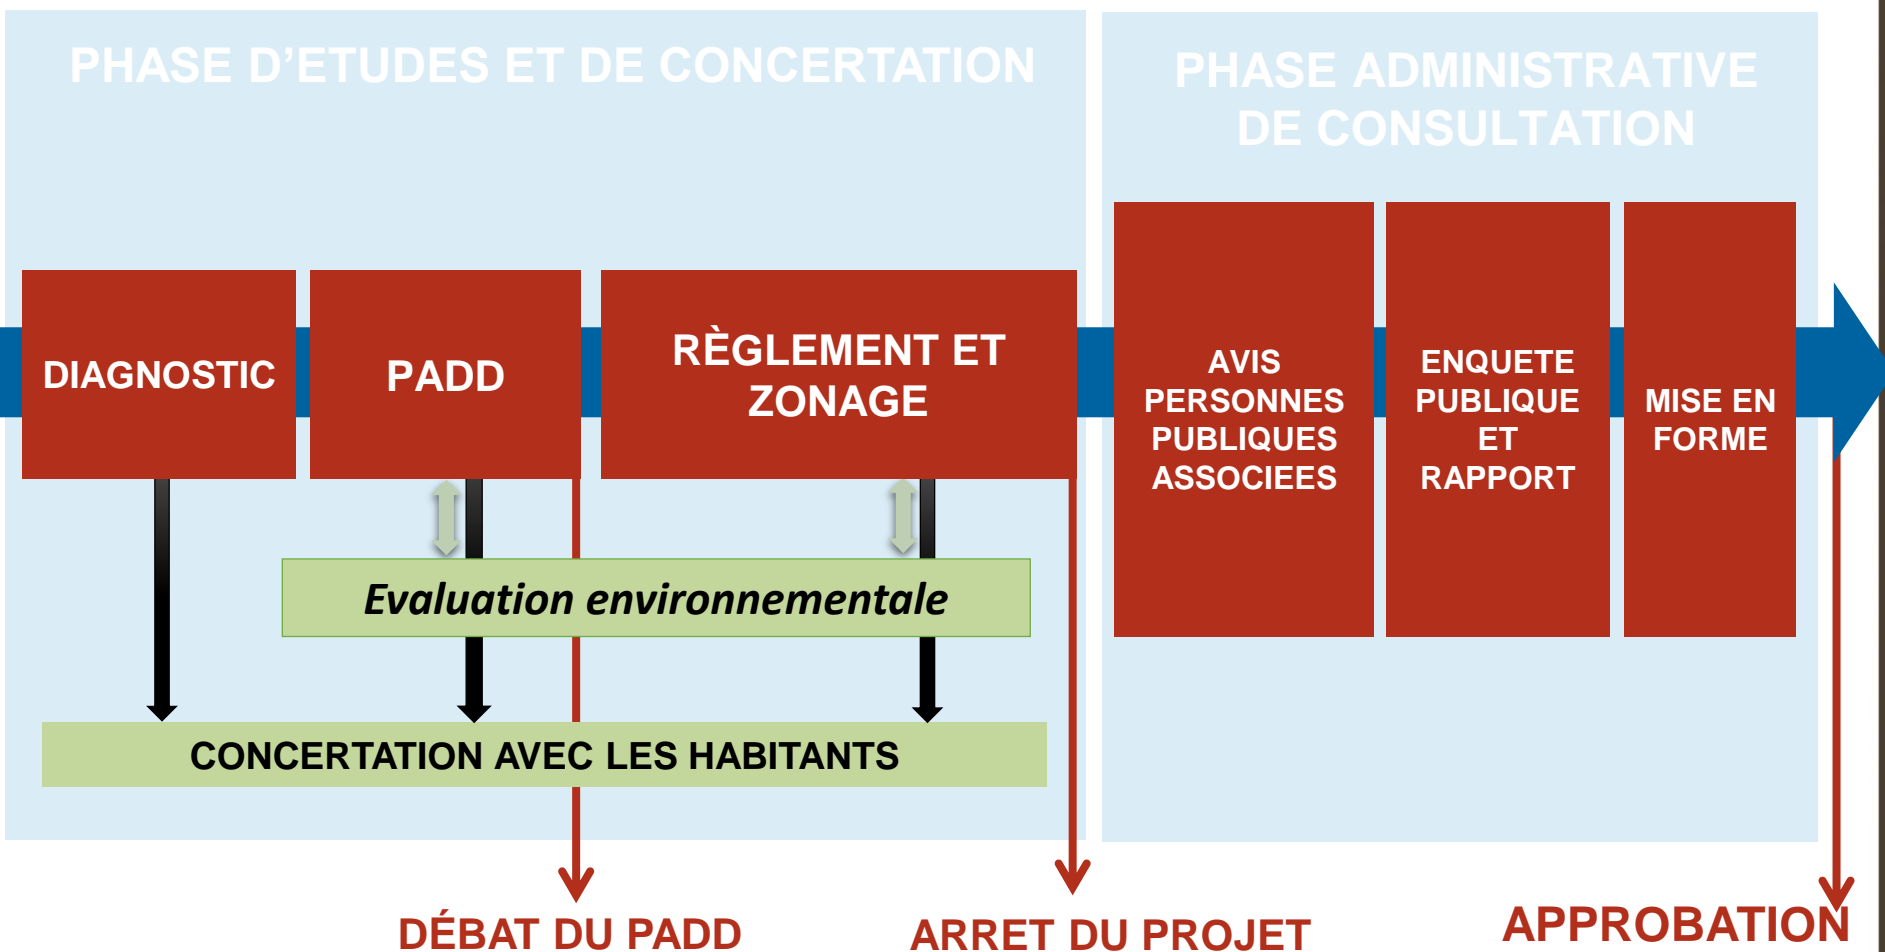 PHASE D’ETUDES ET DE CONCERTATION
PHASE ADMINISTRATIVE
DE CONSULTATION
DIAGNOSTIC
PADD
RÈGLEMENT ET
ZONAGE
AVIS
PERSONNES
PUBLIQUES
ASSOCIEES
ENQUETE
PUBLIQUE
ET
RAPPORT
MISE EN
FORME
Evaluation environnementale
CONCERTATION AVEC LES HABITANTS
DÉBAT DU PADD
ARRET DU PROJET
APPROBATION